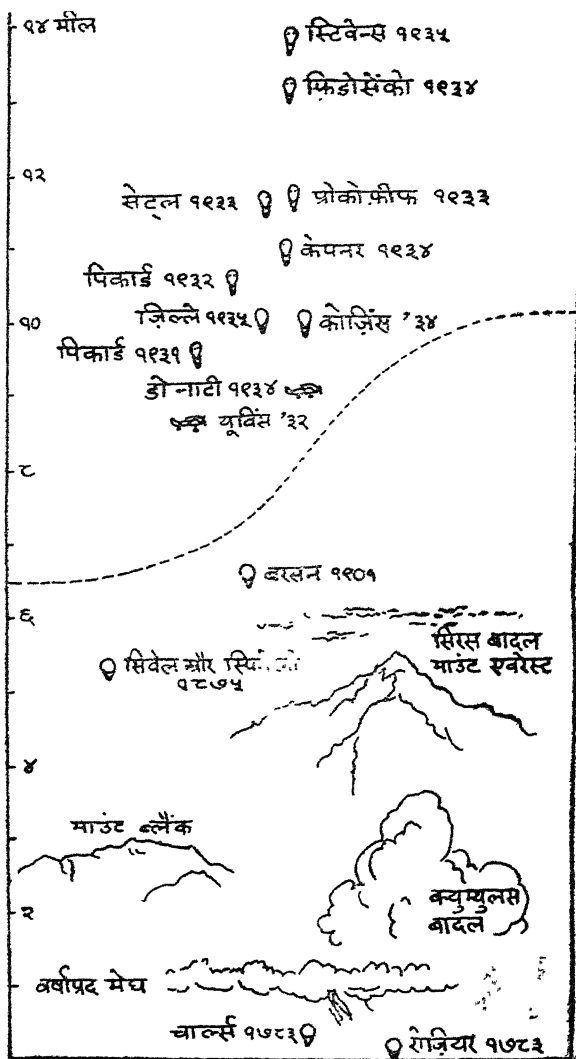 १४ मील
स्टिवेन्स १९३५
फ़िडोसेंको १९३४
१२
सेट्ल १९३३
प्रोकोफ़ीफ १९३३
केपनर १९३४
पिकार्ड १९३२
१०
ज़िल्ले १९३५
कोज़िंस '३४
पिकार्ड १९३१
डोनाटी १९३४
यूविंस '३२
८
बरसन १९०१
६
सिरस बादल
माउंट एवरेस्ट
सिवेल और
१८७५
४
माउंट ब्लैंक
क्युम्युलस
बादल
२
वर्षाप्रद मेघ
चार्ल्स १७८३
रोज़ियर १७८३